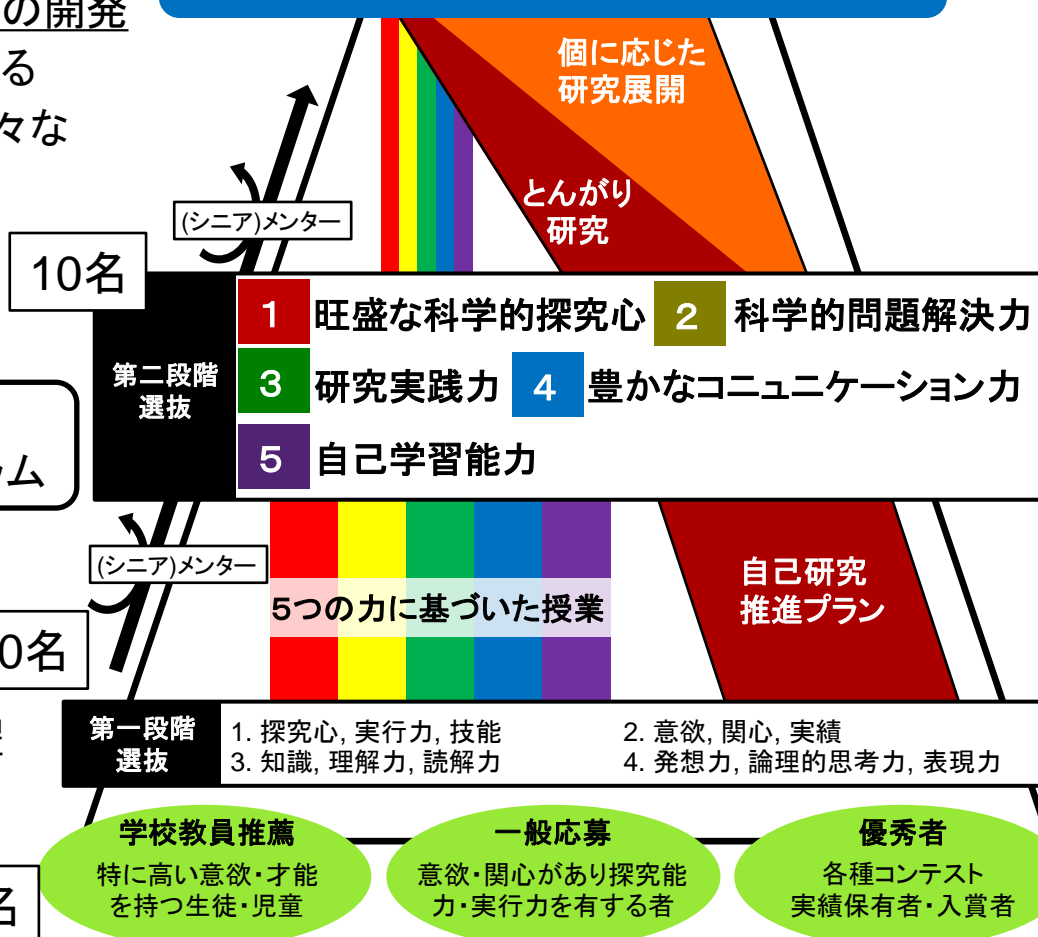 の開発
る
々な
個に応じた
研究展開
とんがり
研究
(シニア)メンター
10名
第二段階
選抜
1 旺盛な科学的探究心 2 科学的問題解決力
3 研究実践力 4 豊かなコニュニケーション力
5 自己学習能力
ム
(シニア)メンター
5つの力に基づいた授業
自己研究
推進プラン
0名
第一段階
選抜
1. 探究心, 実行力, 技能 2. 意欲, 関心, 実績
3. 知識, 理解力, 読解力 4. 発想力, 論理的思考力, 表現力
学校教員推薦
特に高い意欲・才能
を持つ生徒・児童
一般応募
意欲・関心があり探究能
力・実行力を有する者
優秀者
各種コンテスト
実績保有者・入賞者
名